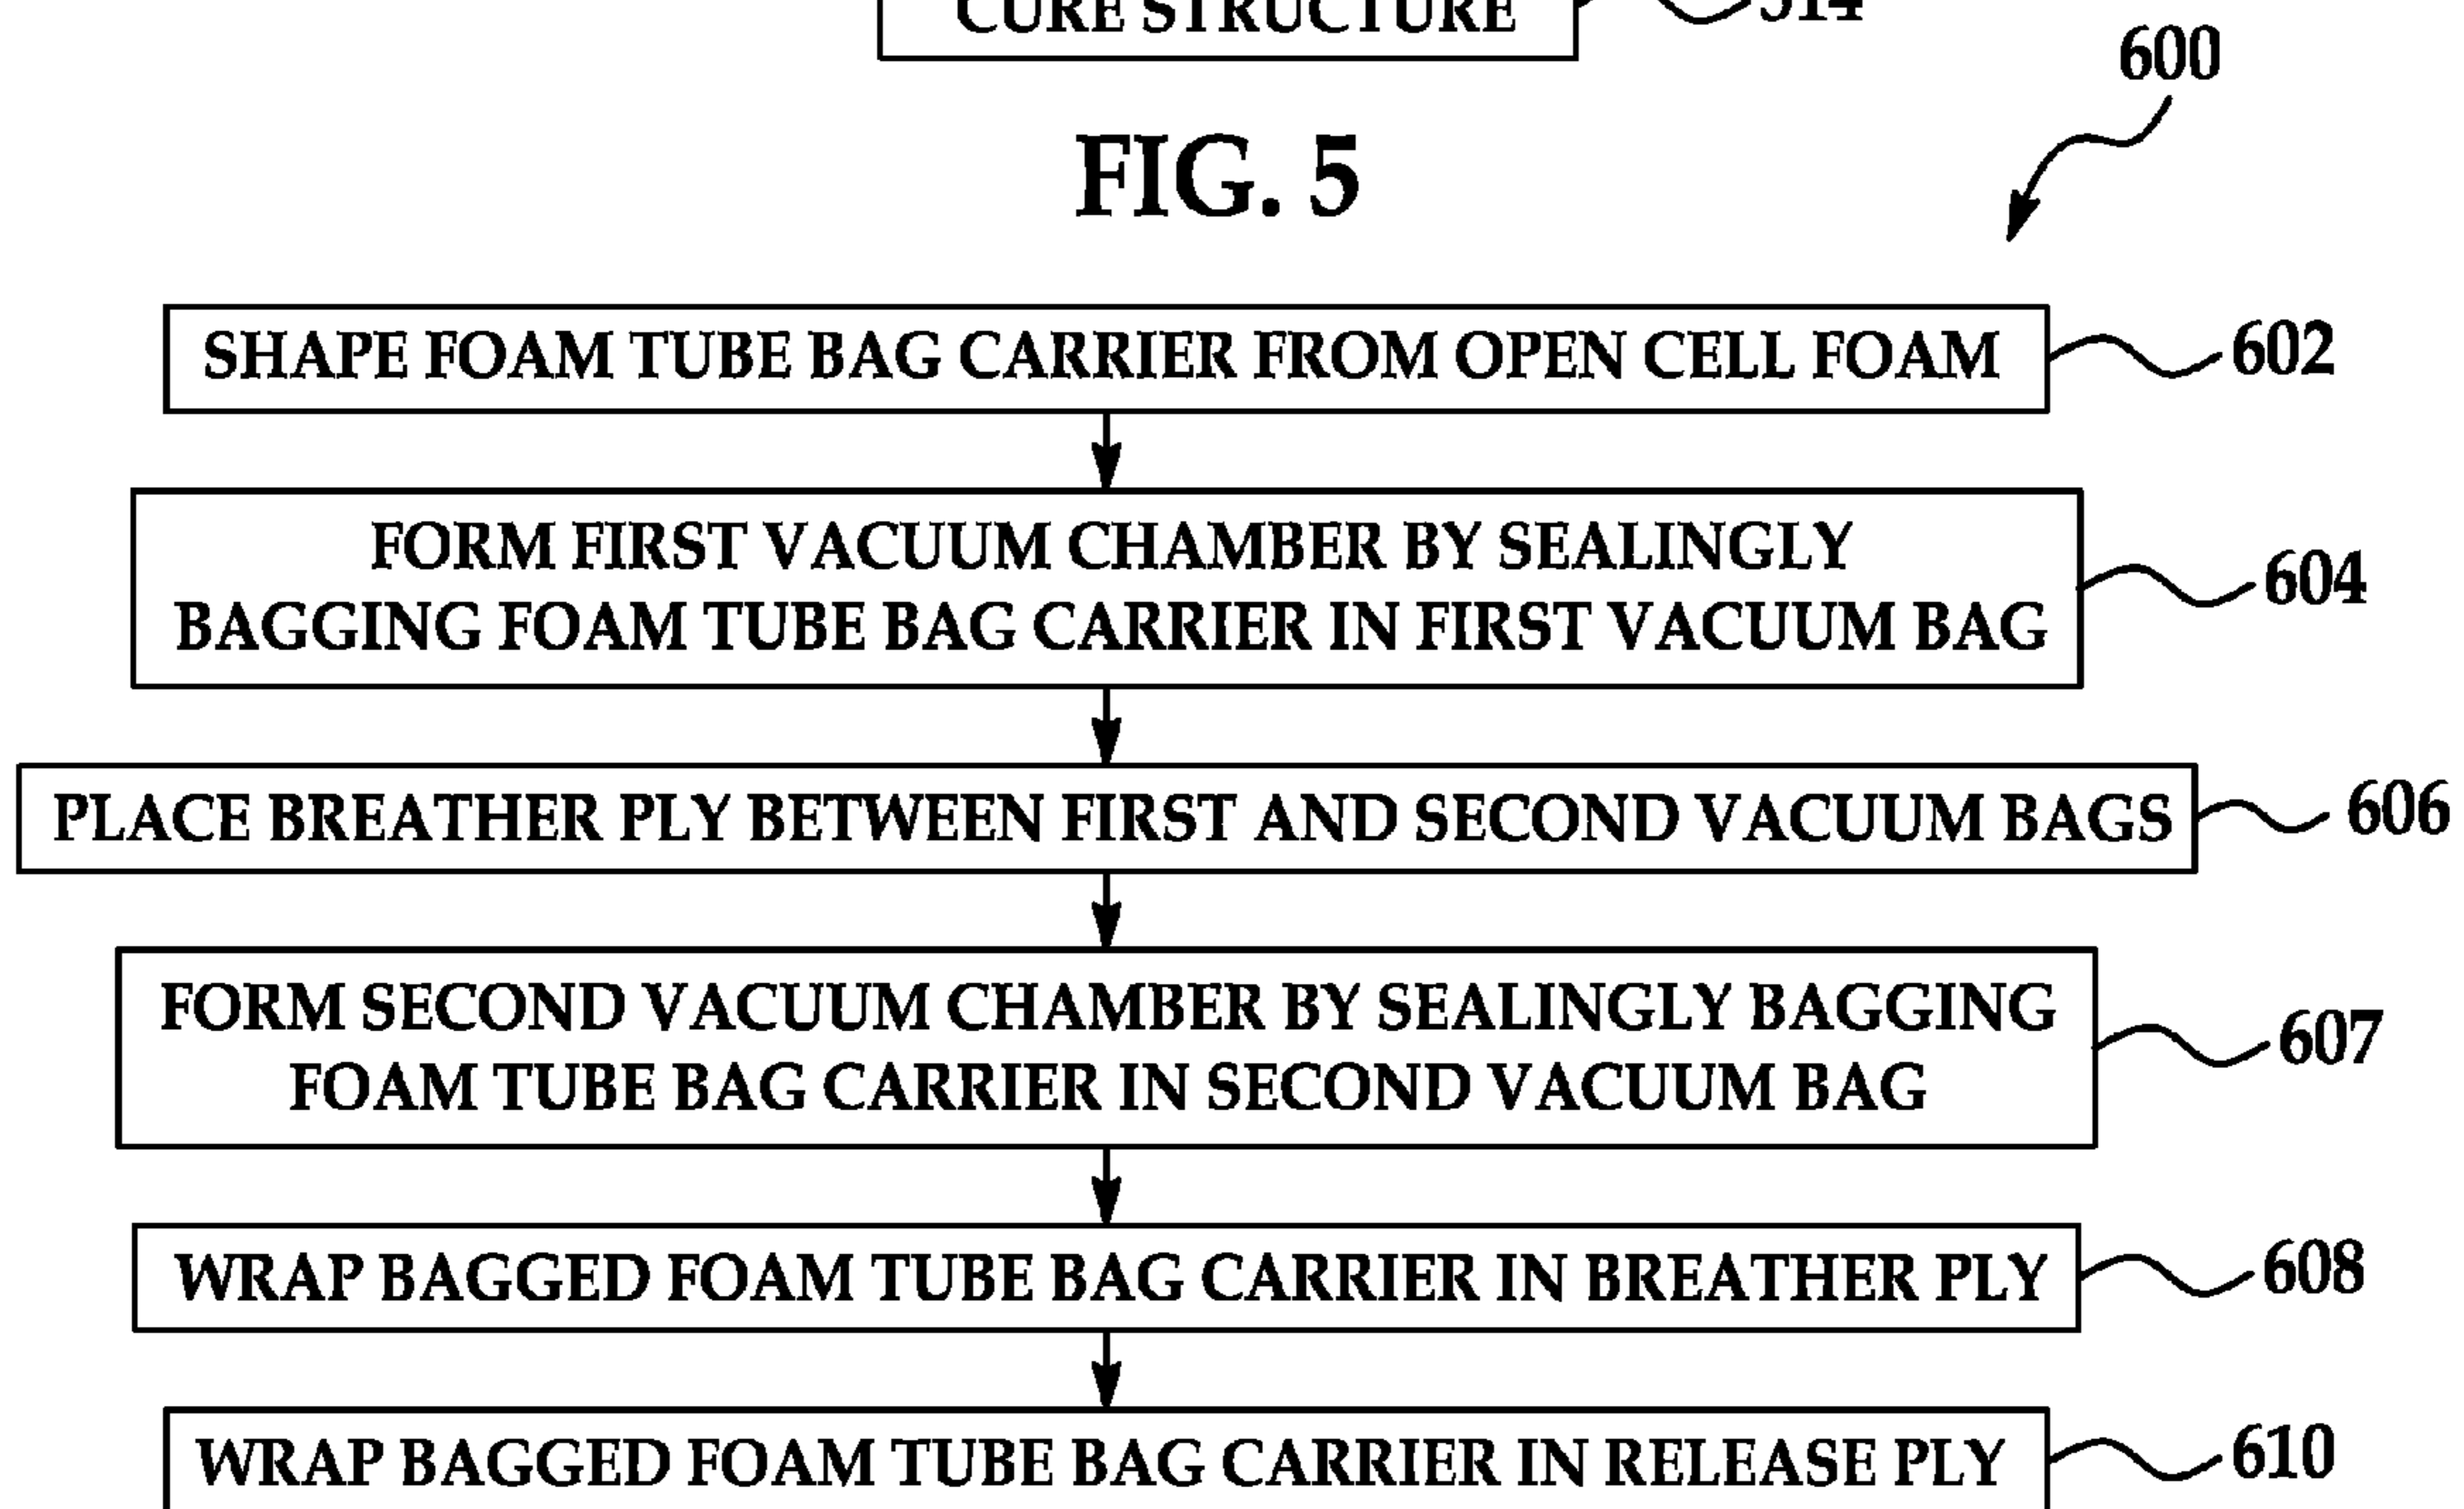 CURE STRUCTURE
514
600
FIG. 5
SHAPE FOAM TUBE BAG CARRIER FROM OPEN CELL FOAM
602
FORM FIRST VACUUM CHAMBER BY SEALINGLY
BAGGING FOAM TUBE BAG CARRIER IN FIRST VACUUM BAG
604
PLACE BREATHER PLY BETWEEN FIRST AND SECOND VACUUM BAGS
606
FORM SECOND VACUUM CHAMBER BY SEALINGLY BAGGING
FOAM TUBE BAG CARRIER IN SECOND VACUUM BAG
607
WRAP BAGGED FOAM TUBE BAG CARRIER IN BREATHER PLY
608
WRAP BAGGED FOAM TUBE BAG CARRIER IN RELEASE PLY
610